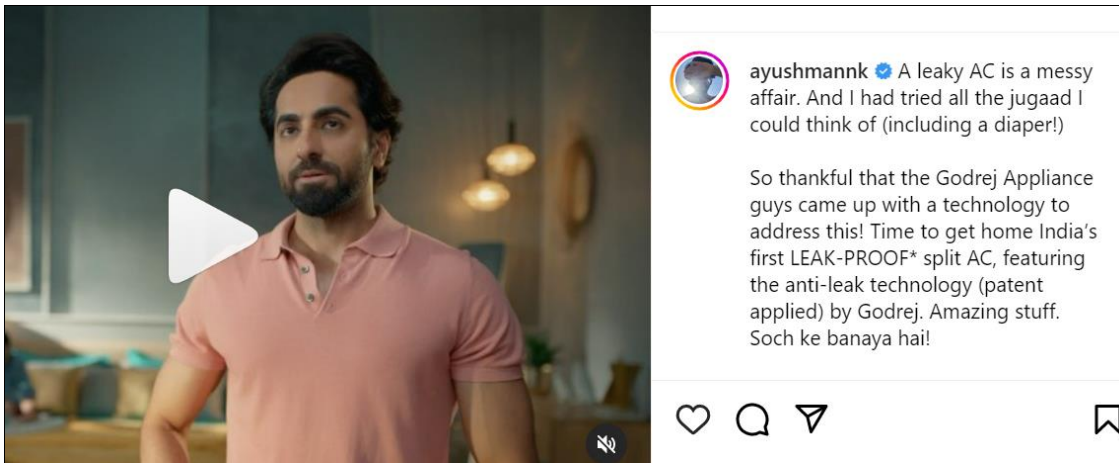 ayushmannk A leaky AC is a messy
affair. And I had tried all the jugaad I
could think of (including a diaper!)
So thankful that the Godrej Appliance
guys came up with a technology to
address this! Time to get home India's
first LEAK-PROOF* split AC, featuring
the anti-leak technology (patent
applied) by Godrej. Amazing stuff.
Soch ke banaya hai!